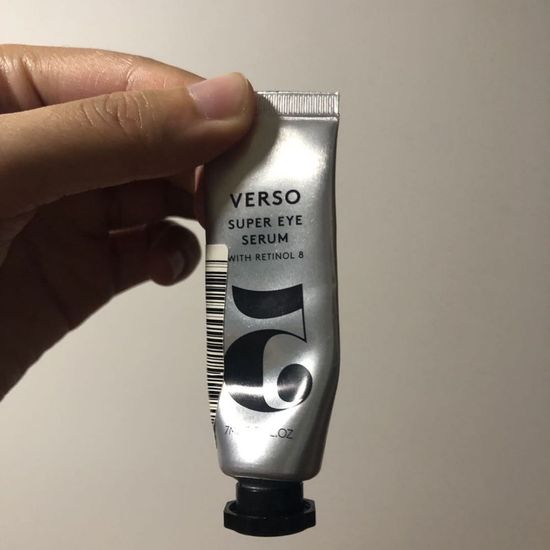 VERSO
SUPER EYE
SERUM
WITH RETINOL 8
5